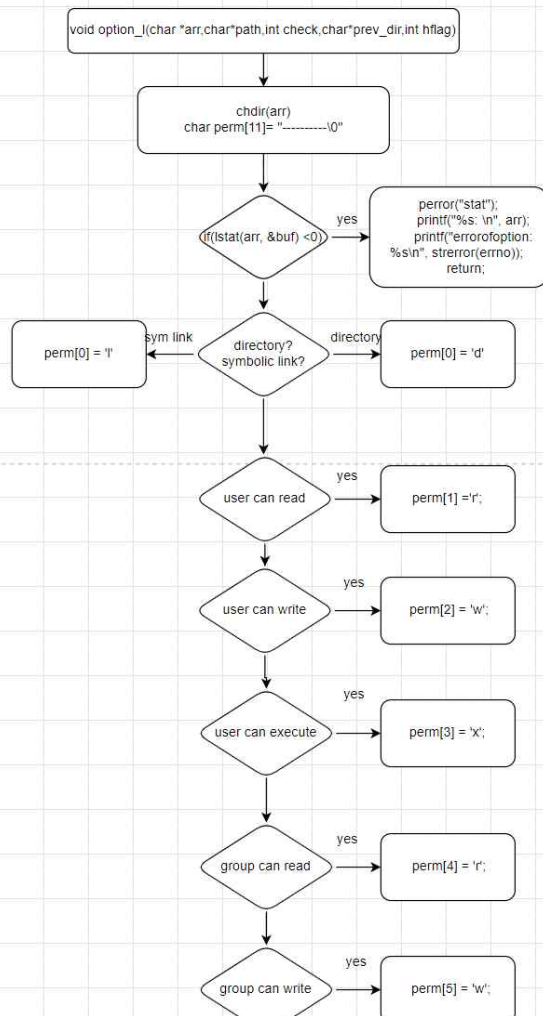 void option_l(char *arr,char*path,int check,char*prev_dir,int hflag)
chdir(arr)
char perm[11]= "----------\0"
if(lstat(arr, &buf) <0)
yes
perror("stat");
printf("%s: \n", arr);
printf("errorofoption:
%s\n", strerror(errno));
return;
sym link
directory?
symbolic link?
directory
perm[0] = 'l'
perm[0] = 'd'
user can read
yes
perm[1] ='r';
user can write
yes
perm[2] = 'w';
user can execute
yes
perm[3] = 'x';
group can read
yes
perm[4] = 'r';
group can write
yes
perm[5] = 'w';